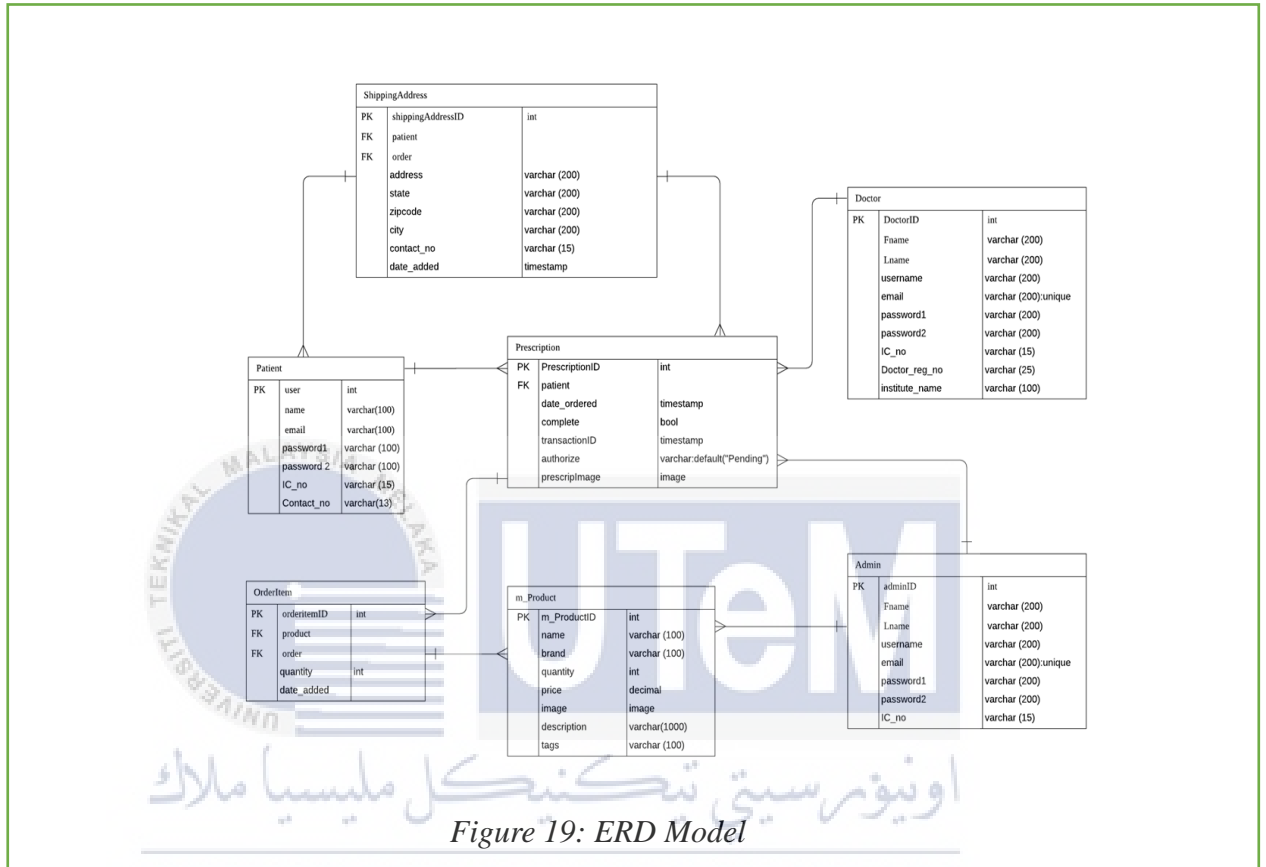 ShippingAddress
PK shippingAddressID int
FK patient
FK order
address varchar (200)
state varchar (200)
zipcode varchar (200)
city varchar (200)
contact_no varchar (15)
date_added timestamp
Doctor
PK DoctorID int
Fname varchar (200)
Lname varchar (200)
username varchar (200)
email varchar (200):unique
password1 varchar (200)
password2 varchar (200)
IC_no varchar (15)
Doctor_reg_no varchar (25)
institute_name varchar (100)
Prescription
PK PrescriptionID int
FK patient
date_ordered timestamp
complete bool
transactionID timestamp
authorize varchar:default("Pending")
prescripImage image
Patient
PK user int
name varchar(100)
email varchar(100)
password1 varchar (100)
password 2 varchar (100)
IC_no varchar (15)
Contact_no varchar(13)
OrderItem
PK orderitemID int
FK product
FK order
quantity int
date_added
m_Product
PK m_ProductID int
name varchar (100)
brand varchar (100)
quantity int
price decimal
image image
description varchar(1000)
tags varchar (100)
Admin
PK adminID int
Fname varchar (200)
Lname varchar (200)
username varchar (200)
email varchar (200):unique
password1 varchar (200)
password2 varchar (200)
IC_no varchar (15)
UNIVERSITI TEKNIKAL MALAYSIA MELAKA
UTeM
اونيورسيتي تيكنيكل مليسيا ملاك
Figure 19: ERD Model